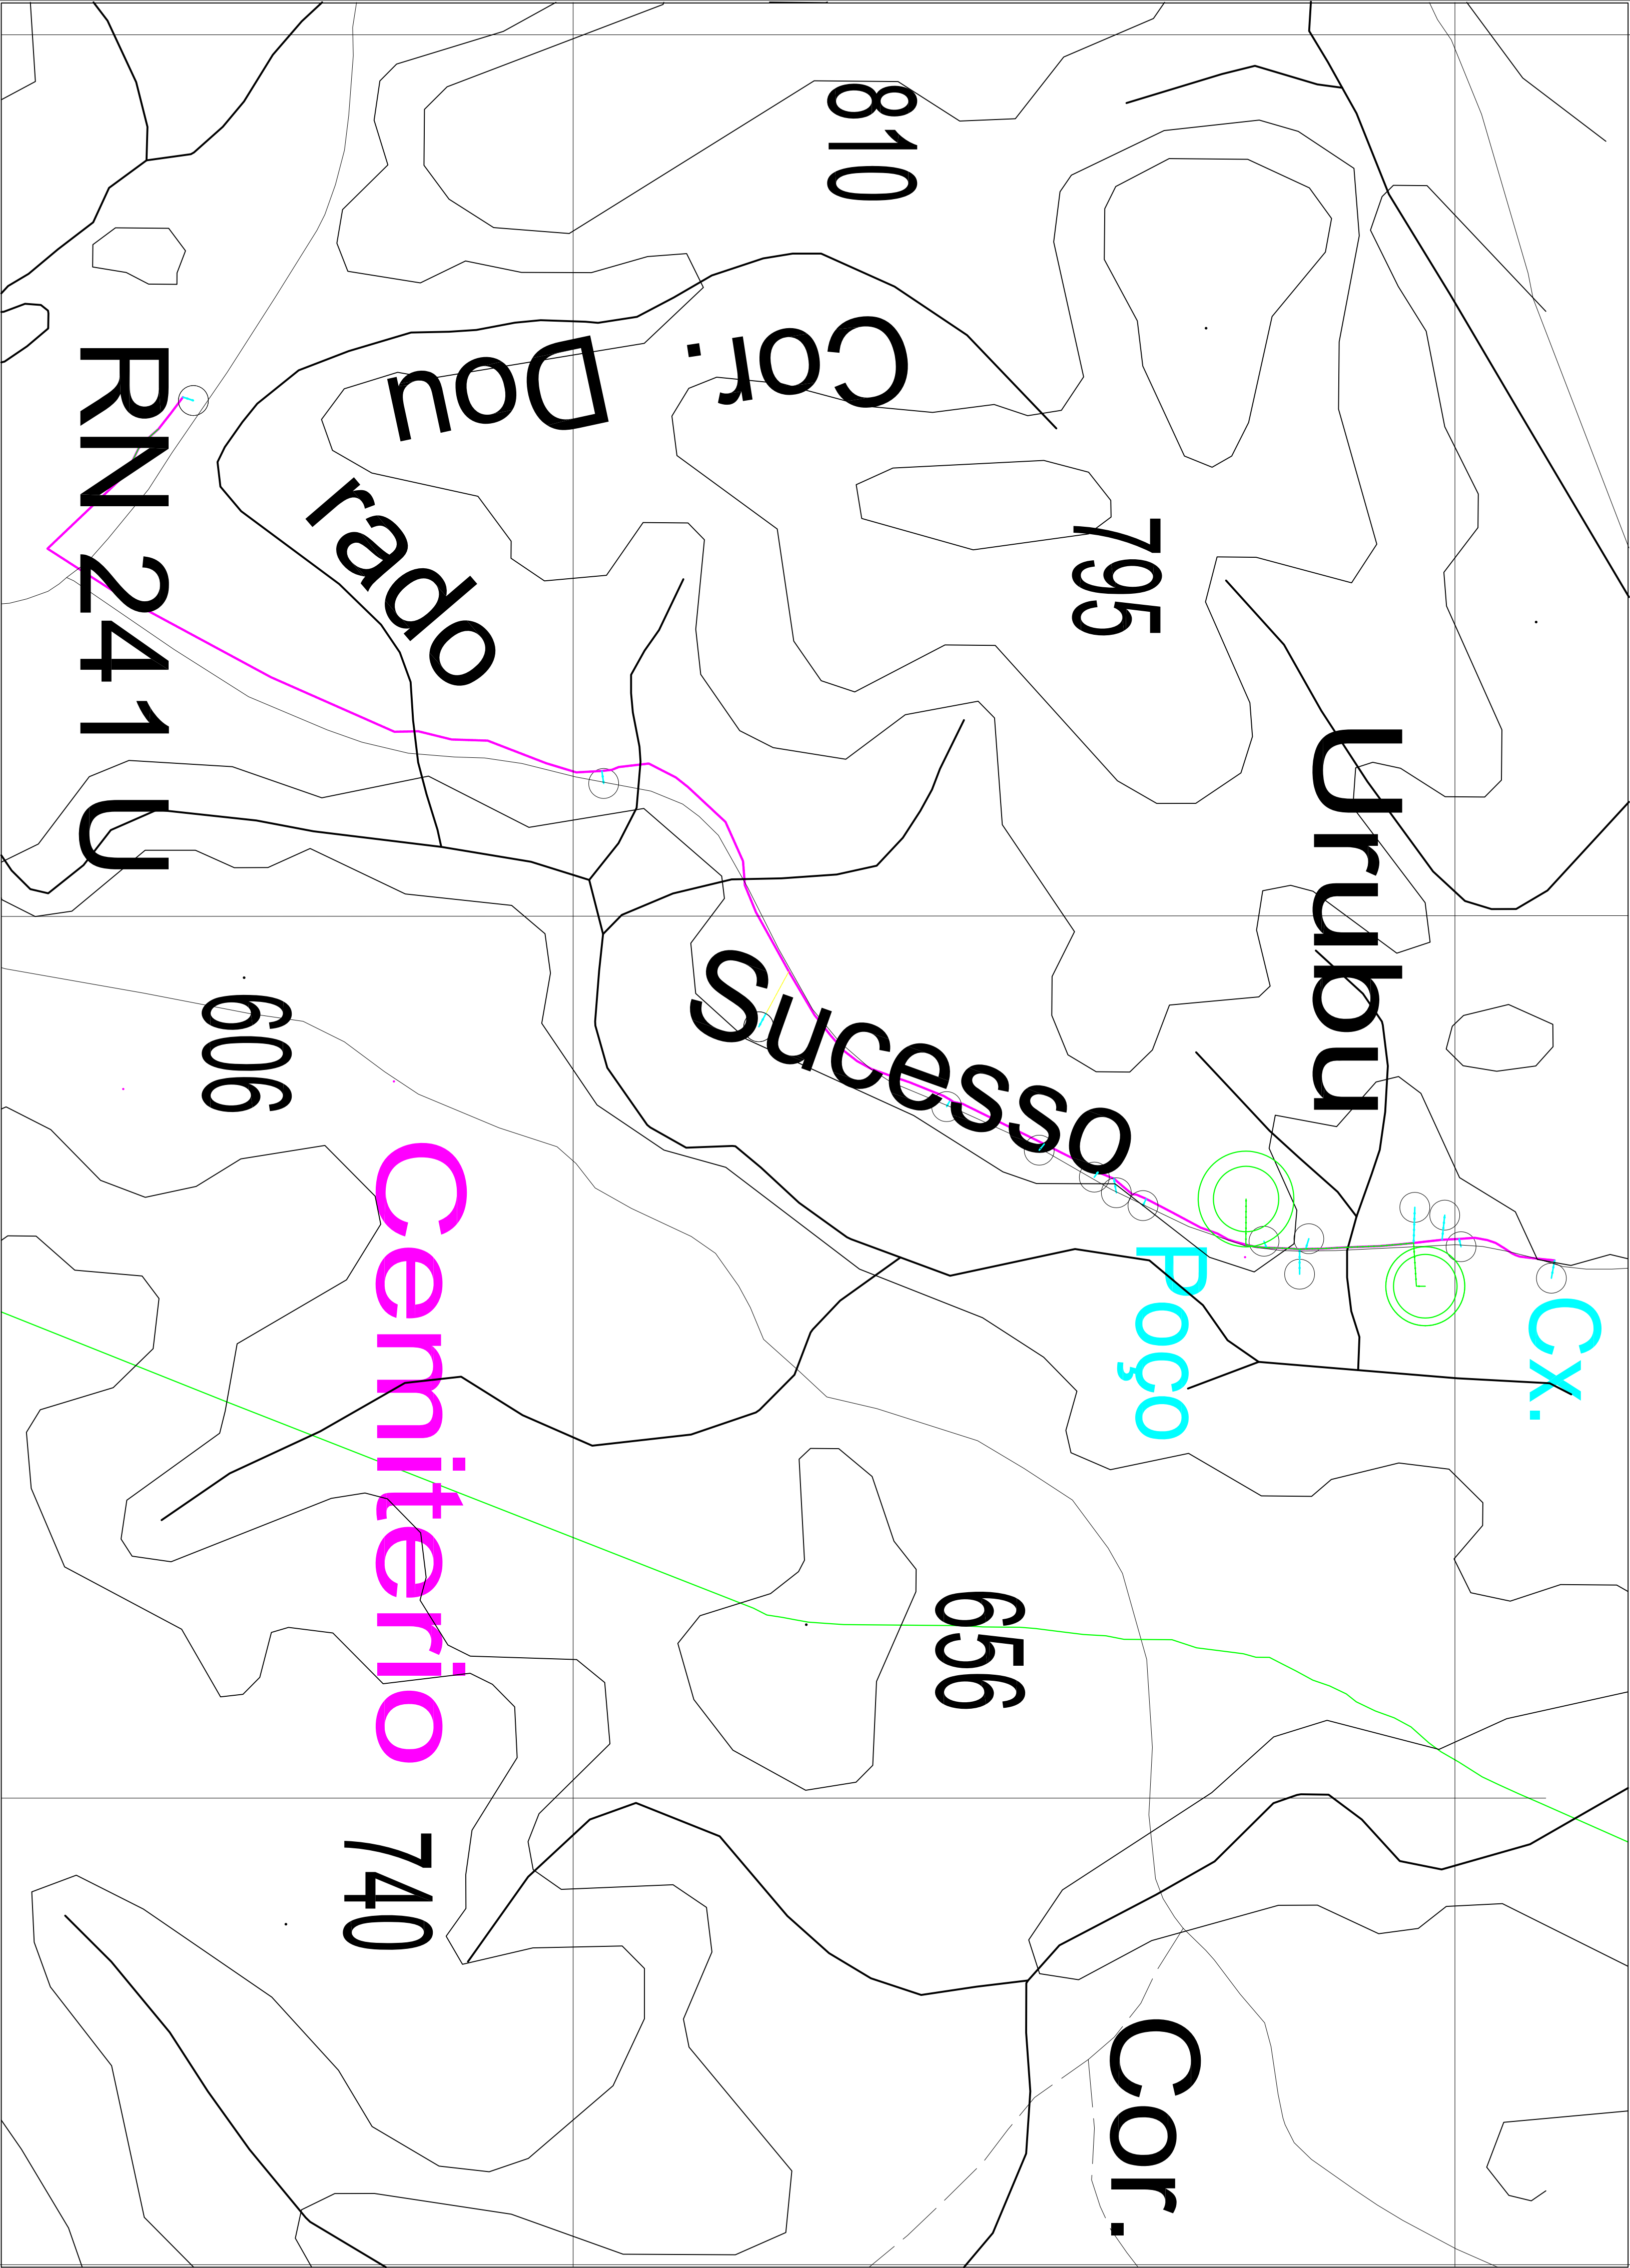 810
Cor. Dou
rado
RN 241 U
795
Urubu
Sucesso
606
Cemiterio
Poço
Cx.
656
740
Cor.